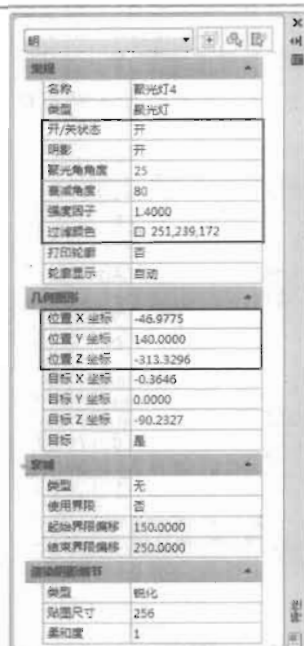 明
常规
名称 聚光灯4
类型 聚光灯
开/关状态 开
阴影 开
聚光角角度 25
衰减角度 80
强度因子 1.4000
过滤颜色 251,239,172
打印轮廓 否
轮廓显示 自动
几何图形
位置 X 坐标 -46.9775
位置 Y 坐标 140.0000
位置 Z 坐标 -313.3296
目标 X 坐标 -0.3646
目标 Y 坐标 0.0000
目标 Z 坐标 -90.2327
目标 是
衰减
类型 无
使用界限 否
起始界限偏移 150.0000
结束界限偏移 250.0000
渲染阴影细节
类型 锐化
贴图尺寸 256
柔和度 1